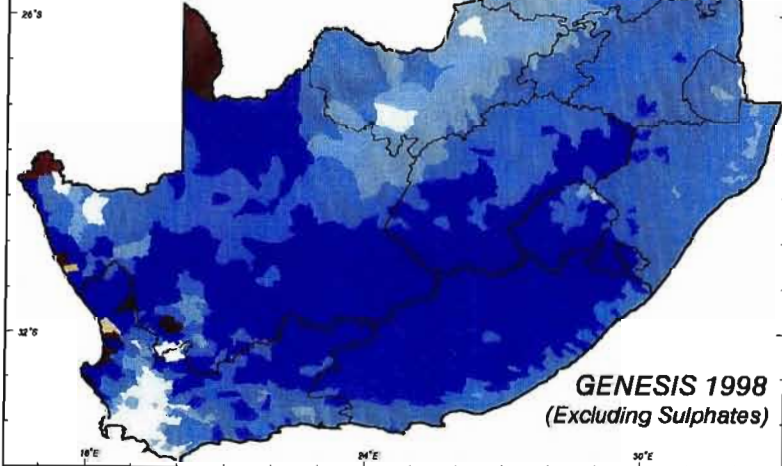 26°S
32°S
GENESIS 1998
(Excluding Sulphates)
18°E
24°E
30°E